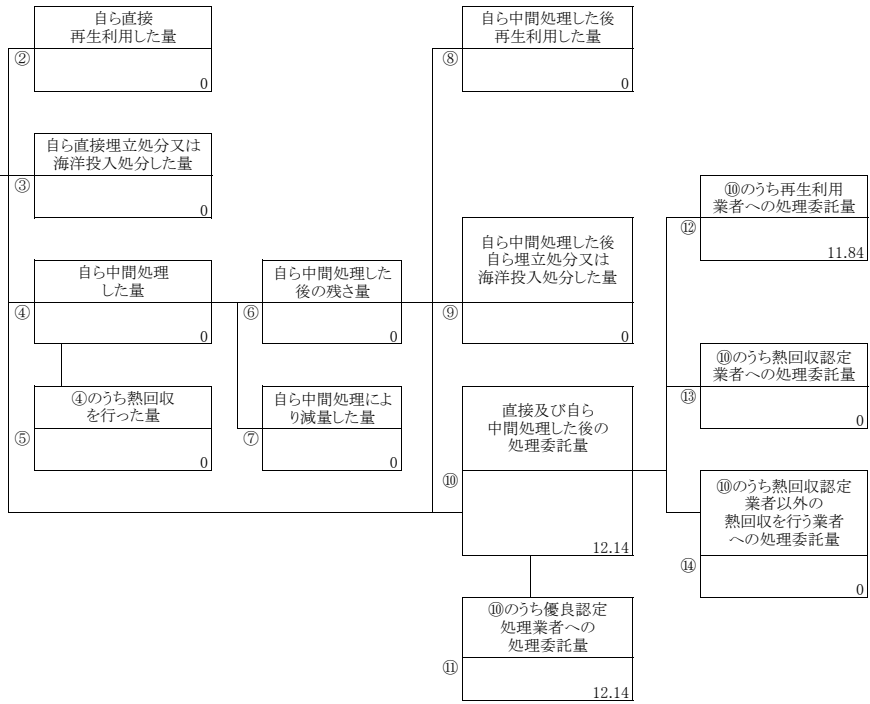 自ら直接
再生利用した量
②
0
自ら直接埋立処分又は
海洋投入処分した量
③
0
自ら中間処理
した量
④
0
④のうち熱回収
を行った量
⑤
0
自ら中間処理した
後の残さ量
⑥
0
自ら中間処理によ
り減量した量
⑦
0
自ら中間処理した後
再生利用した量
⑧
0
自ら中間処理した後
自ら埋立処分又は
海洋投入処分した量
⑨
0
直接及び自ら
中間処理した後の
処理委託量
⑩
12.14
⑩のうち優良認定
処理業者への
処理委託量
⑪
12.14
⑩のうち再生利用
業者への処理委託量
⑫
11.84
⑩のうち熱回収認定
業者への処理委託量
⑬
0
⑩のうち熱回収認定
業者以外の
熱回収を行う業者
への処理委託量
⑭
0